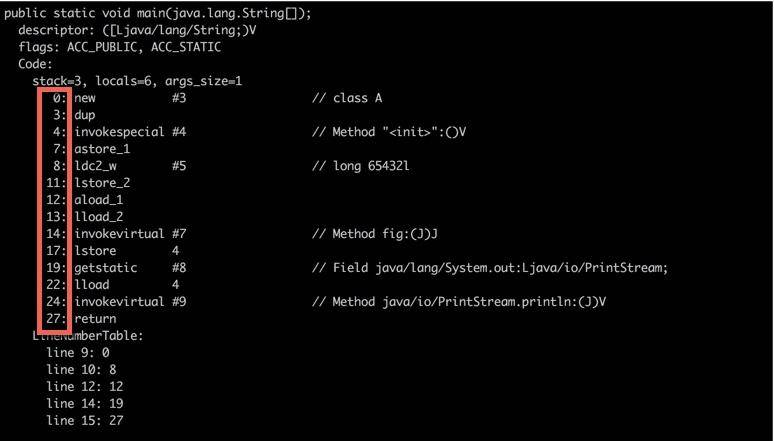 public static void main(java.lang.String[]);
descriptor: ([Ljava/lang/String;)V
flags: ACC_PUBLIC, ACC_STATIC
Code:
stack=3, locals=6, args_size=1
0: new #3 // class A
3: dup
4: invokespecial #4 // Method "<init>":()V
7: astore_1
8: ldc2_w #5 // long 65432l
11: lstore_2
12: aload_1
13: lload_2
14: invokevirtual #7 // Method fig:(J)J
17: lstore 4
19: getstatic #8 // Field java/lang/System.out:Ljava/io/PrintStream;
22: lload 4
24: invokevirtual #9 // Method java/io/PrintStream.println:(J)V
27: return
LineNumberTable:
line 9: 0
line 10: 8
line 12: 12
line 14: 19
line 15: 27